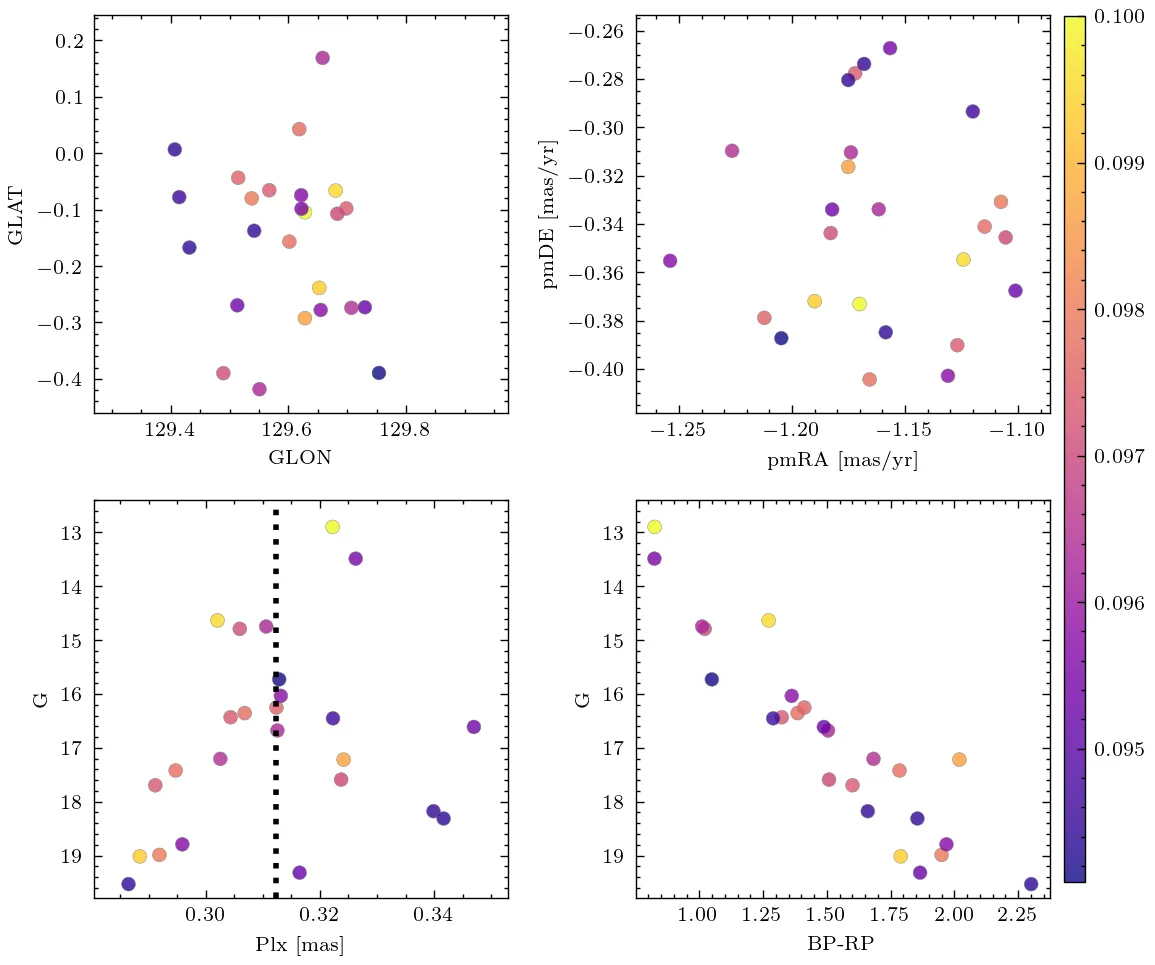 0.2
0.1
0.0
−0.1
−0.2
−0.3
−0.4
GLAT
129.4 129.6 129.8
GLON
−0.26
−0.28
−0.30
−0.32
−0.34
−0.36
−0.38
−0.40
pmDE [mas/yr]
−1.25 −1.20 −1.15 −1.10
pmRA [mas/yr]
0.100
0.099
0.098
0.097
0.096
0.095
13
14
15
16
17
18
19
G
0.30 0.32 0.34
Plx [mas]
13
14
15
16
17
18
19
G
1.00 1.25 1.50 1.75 2.00 2.25
BP-RP